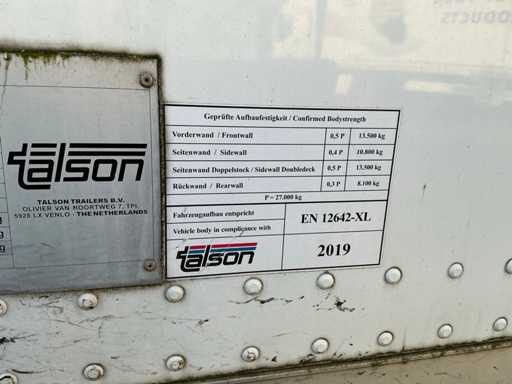 PRODUCTS
talson
TALSON TRAILERS B.V.
OLIVIER VAN NOORTWEG 7, TPI.
5928 LX VENLO - THE NETHERLANDS
g
g
g
Geprüfte Aufbaufestigkeit / Confirmed Bodystrength
Vorderwand / Frontwall 0,5 P 13.500 kg
Seitenwand / Sidewall 0,4 P 10.800 kg
Seitenwand Doppelstock / Sidewall Doubledeck 0,5 P 13.500 kg
Rückwand / Rearwall 0,3 P 8.100 kg
P = 27.000 kg
Fahrzeugaufbau entspricht EN 12642-XL
Vehicle body in compliance with
talson 2019